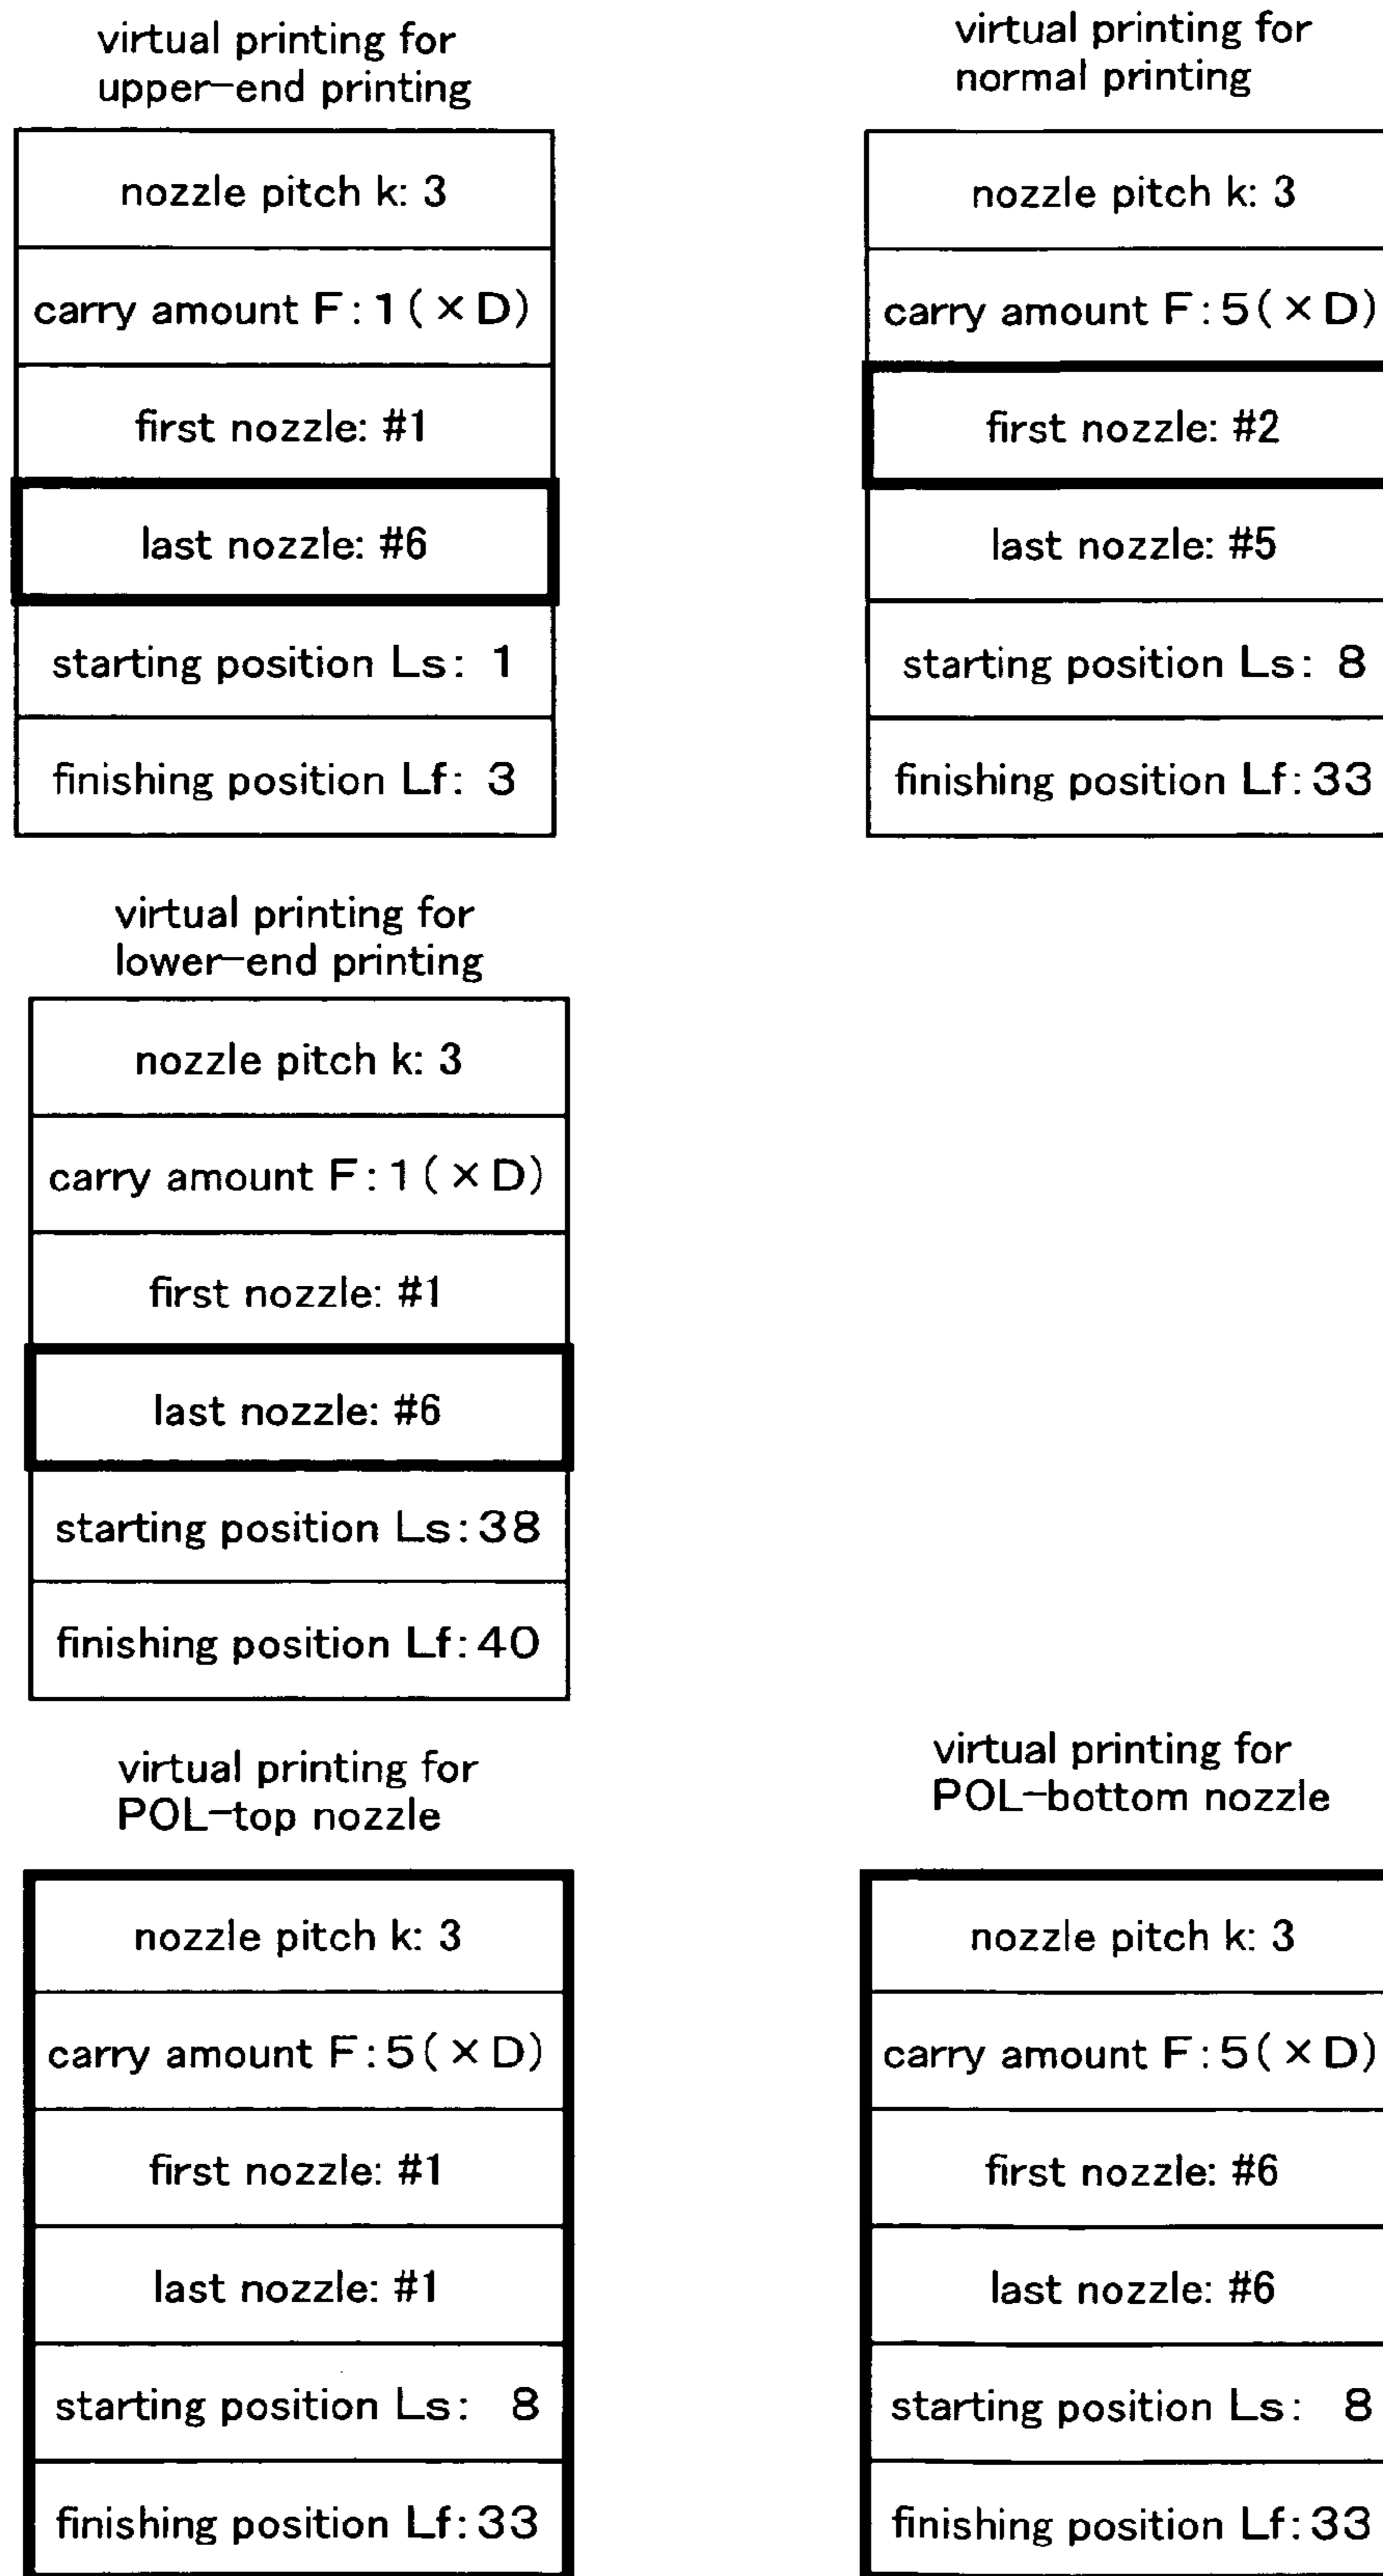 virtual printing for
upper-end printing
nozzle pitch k: 3
carry amount F: 1 ( × D)
first nozzle: #1
last nozzle: #6
starting position Ls: 1
finishing position Lf: 3
virtual printing for
normal printing
nozzle pitch k: 3
carry amount F: 5( × D)
first nozzle: #2
last nozzle: #5
starting position Ls: 8
finishing position Lf: 33
virtual printing for
lower-end printing
nozzle pitch k: 3
carry amount F: 1 ( × D)
first nozzle: #1
last nozzle: #6
starting position Ls: 38
finishing position Lf: 40
virtual printing for
POL-top nozzle
nozzle pitch k: 3
carry amount F: 5( × D)
first nozzle: #1
last nozzle: #1
starting position Ls: 8
finishing position Lf: 33
virtual printing for
POL-bottom nozzle
nozzle pitch k: 3
carry amount F: 5( × D)
first nozzle: #6
last nozzle: #6
starting position Ls: 8
finishing position Lf: 33